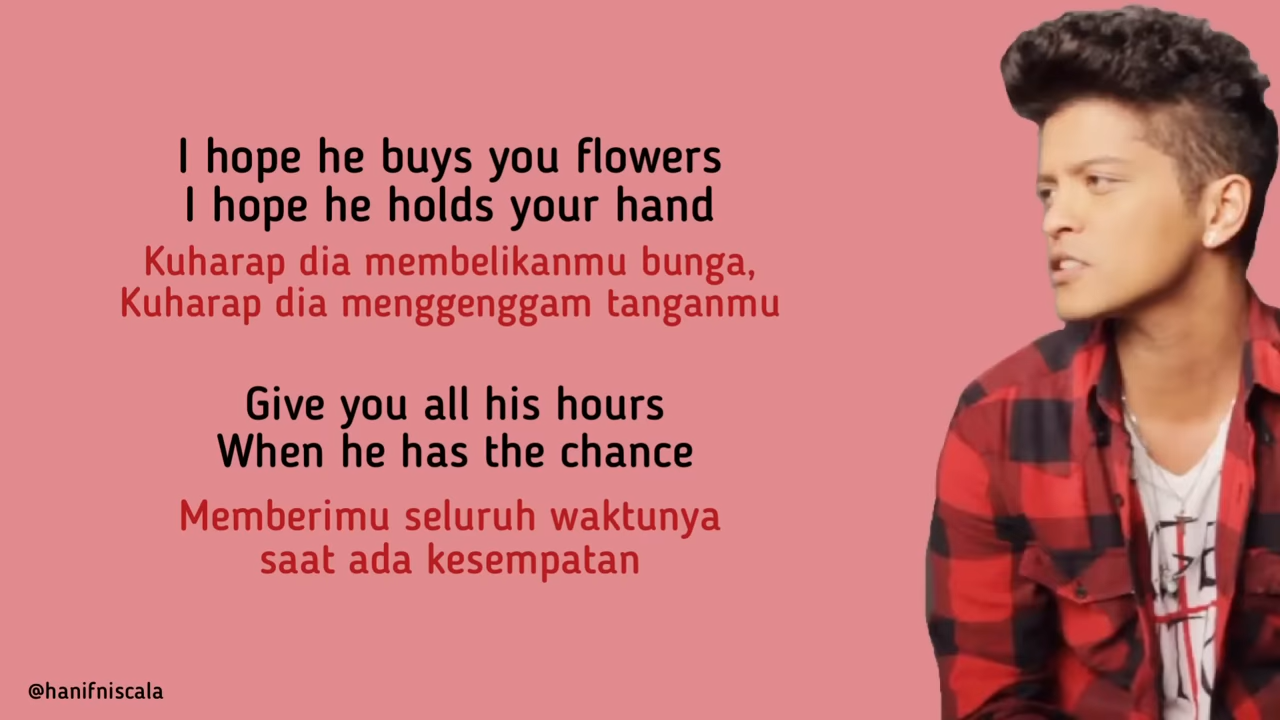 I hope he buys you flowers
I hope he holds your hand
Kuharap dia membelikanmu bunga,
Kuharap dia menggenggam tanganmu
Give you all his hours
When he has the chance
Memberimu seluruh waktunya
saat ada kesempatan
@hanifniscala